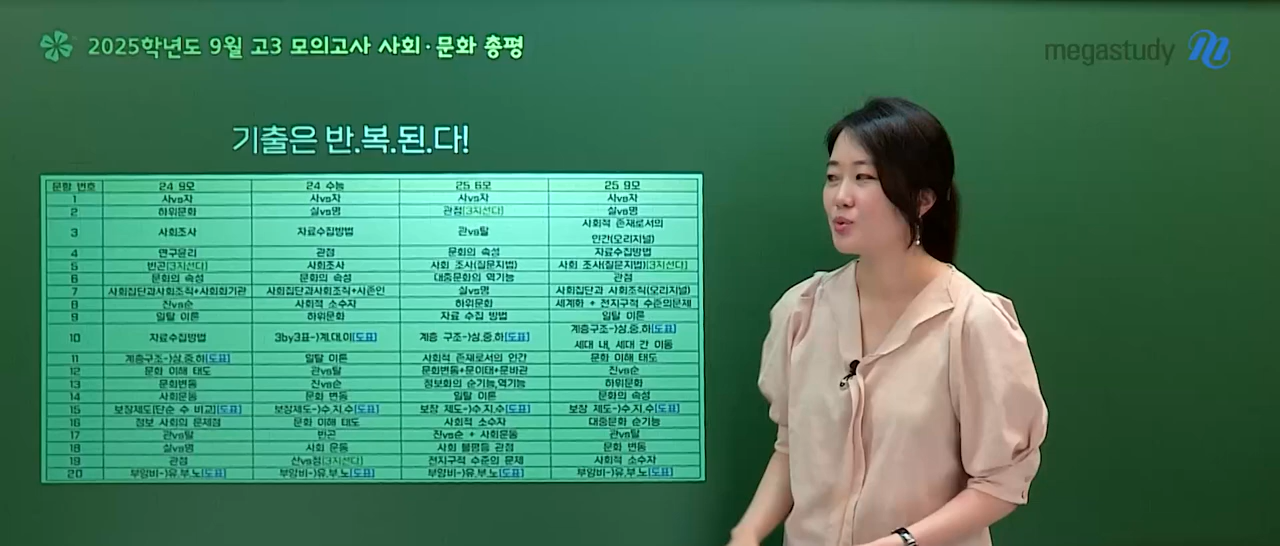 2025학년도 9월 고3 모의고사 사회·문화 총평
megastudy
기출은 반.복.된.다!
문항 번호 24 9모 24 수능 25 6모 25 9모
1 사vs자 사vs자 사vs자 사vs자
2 하위문화 실vs명 관점[3지선다] 실vs명
3 사회조사 자료수집방법 관vs탈 사회적 존재로서의 인간(오리지널)
4 연구윤리 관점 문화의 속성 자료수집방법
5 빈곤[3지선다] 사회조사 사회 조사(질문지법) 사회 조사(질문지법)[3지선다]
6 문화의 속성 문화의 속성 대중문화의 역기능 관점
7 사회집단과사회조직+사회화기관 사회집단과사회조직+사존인 실vs명 사회집단과 사회조직(오리지널)
8 진vs순 사회적 소수자 하위문화 세계화 + 전지구적 수준의문제
9 일탈 이론 하위문화 자료 수집 방법 일탈 이론
10 자료수집방법 3by3표->계,대,이[도표] 계층 구조->상,중,하[도표] 계층구조->상,중,하[도표] 세대 내, 세대 간 이동
11 계층구조->상,중,하[도표] 일탈 이론 사회적 존재로서의 인간 문화 이해 태도
12 문화 이해 태도 관vs탈 문화변동+문이태+문바관 진vs순
13 문화변동 진vs순 정보화의 순기능,역기능 하위문화
14 사회운동 문화 변동 일탈 이론 문화의 속성
15 보장제도[단순 수 비교][도표] 보장제도->수,지,수[도표] 보장 제도->수,지,수[도표] 보장 제도->수,지,수[도표]
16 정보 사회의 문제점 문화 이해 태도 사회적 소수자 대중문화 순기능
17 관vs탈 빈곤 진vs순 + 사회운동 관vs탈
18 실vs명 사회 운동 사회 불평등 관점 문화 변동
19 관점 산vs정[3지선다] 전지구적 수준의 문제 사회적 소수자
20 부양비->유,부,노[도표] 부양비->유,부,노[도표] 부양비->유,부,노[도표] 부양비->유,부,노[도표]